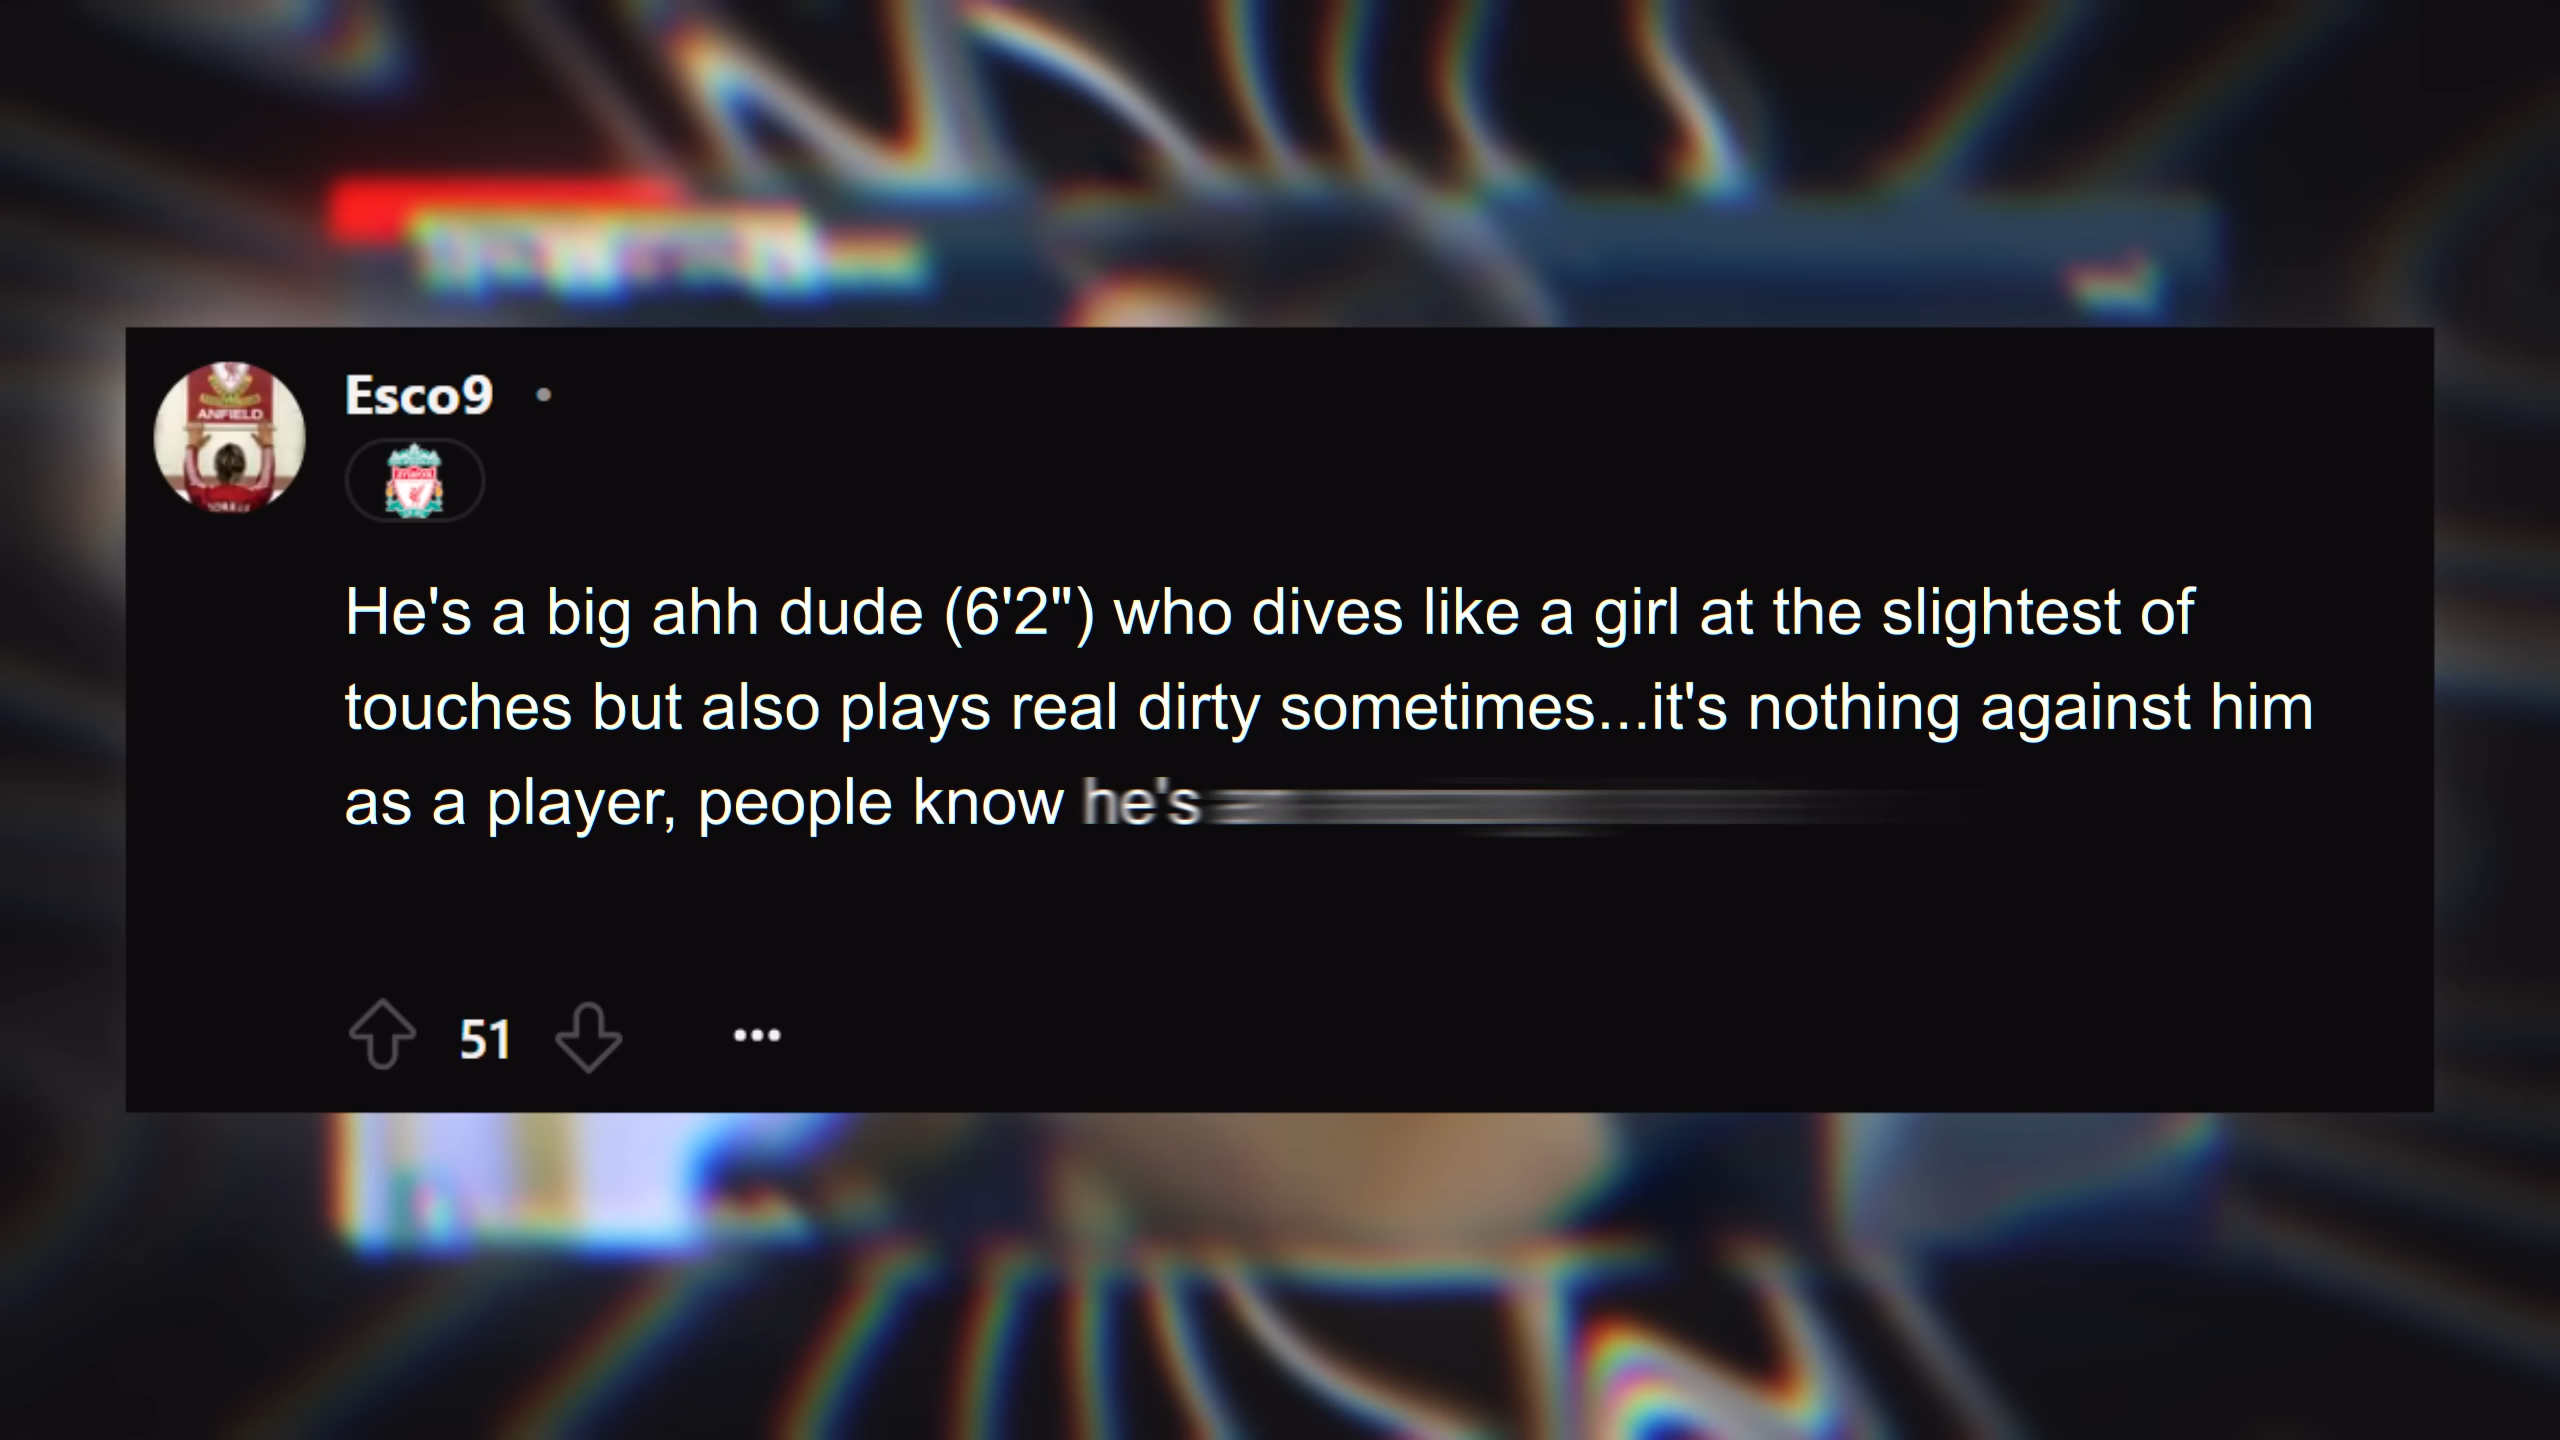 ANFIELD
Esco9 •
He's a big ahh dude (6'2") who dives like a girl at the slightest of
touches but also plays real dirty sometimes...it's nothing against him
as a player, people know he's
51